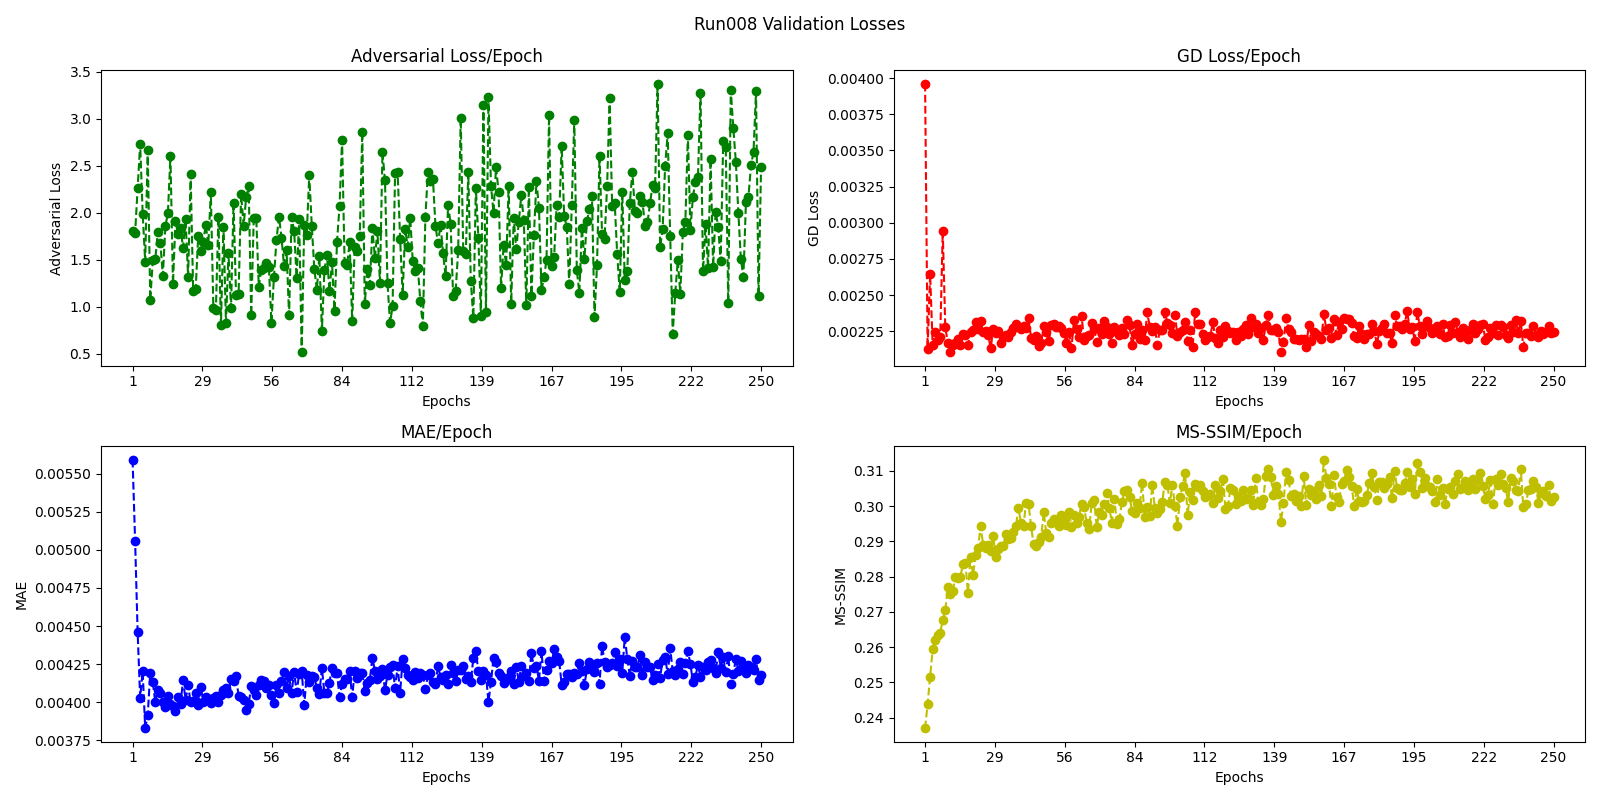 Run008 Validation Losses
Adversarial Loss/Epoch
3.5
3.0
2.5
2.0
1.5
1.0
0.5
Adversarial Loss
1 29 56 84 112 139 167 195 222 250
Epochs
GD Loss/Epoch
0.00400
0.00375
0.00350
0.00325
0.00300
0.00275
0.00250
0.00225
GD Loss
1 29 56 84 112 139 167 195 222 250
Epochs
MAE/Epoch
0.00550
0.00525
0.00500
0.00475
0.00450
0.00425
0.00400
0.00375
MAE
1 29 56 84 112 139 167 195 222 250
Epochs
MS-SSIM/Epoch
0.31
0.30
0.29
0.28
0.27
0.26
0.25
0.24
MS-SSIM
1 29 56 84 112 139 167 195 222 250
Epochs